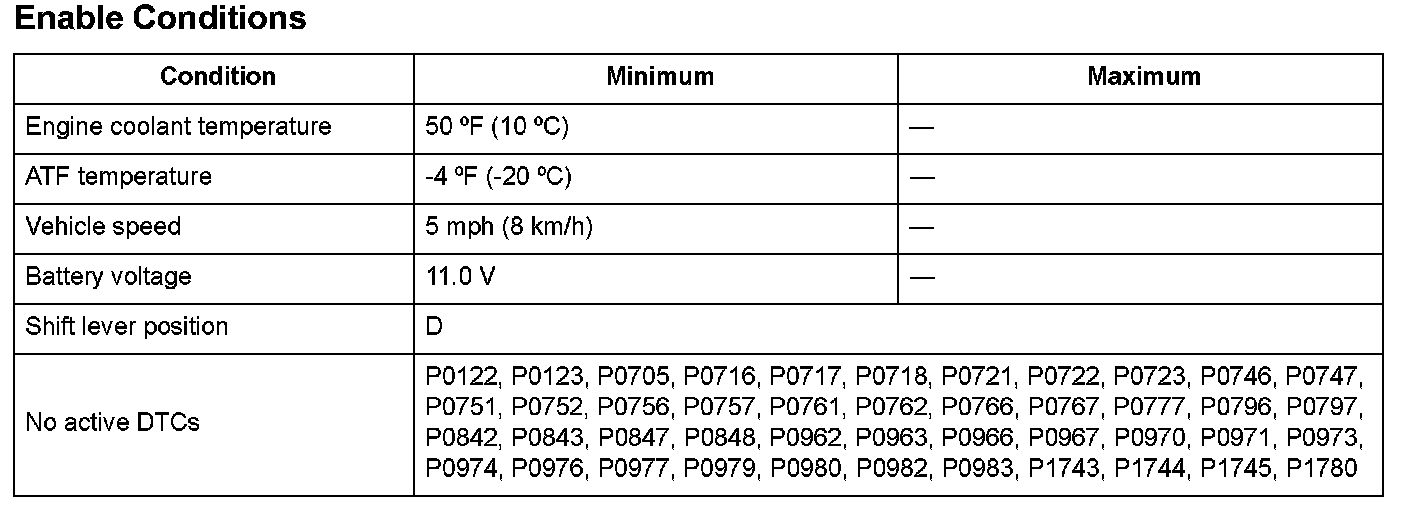 Enable Conditions
Condition Minimum Maximum
Engine coolant temperature 50 ºF (10 ºC) —
ATF temperature -4 ºF (-20 ºC) —
Vehicle speed 5 mph (8 km/h) —
Battery voltage 11.0 V —
Shift lever position D
No active DTCs
P0122, P0123, P0705, P0716, P0717, P0718, P0721, P0722, P0723, P0746, P0747,
P0751, P0752, P0756, P0757, P0761, P0762, P0766, P0767, P0777, P0796, P0797,
P0842, P0843, P0847, P0848, P0962, P0963, P0966, P0967, P0970, P0971, P0973,
P0974, P0976, P0977, P0979, P0980, P0982, P0983, P1743, P1744, P1745, P1780